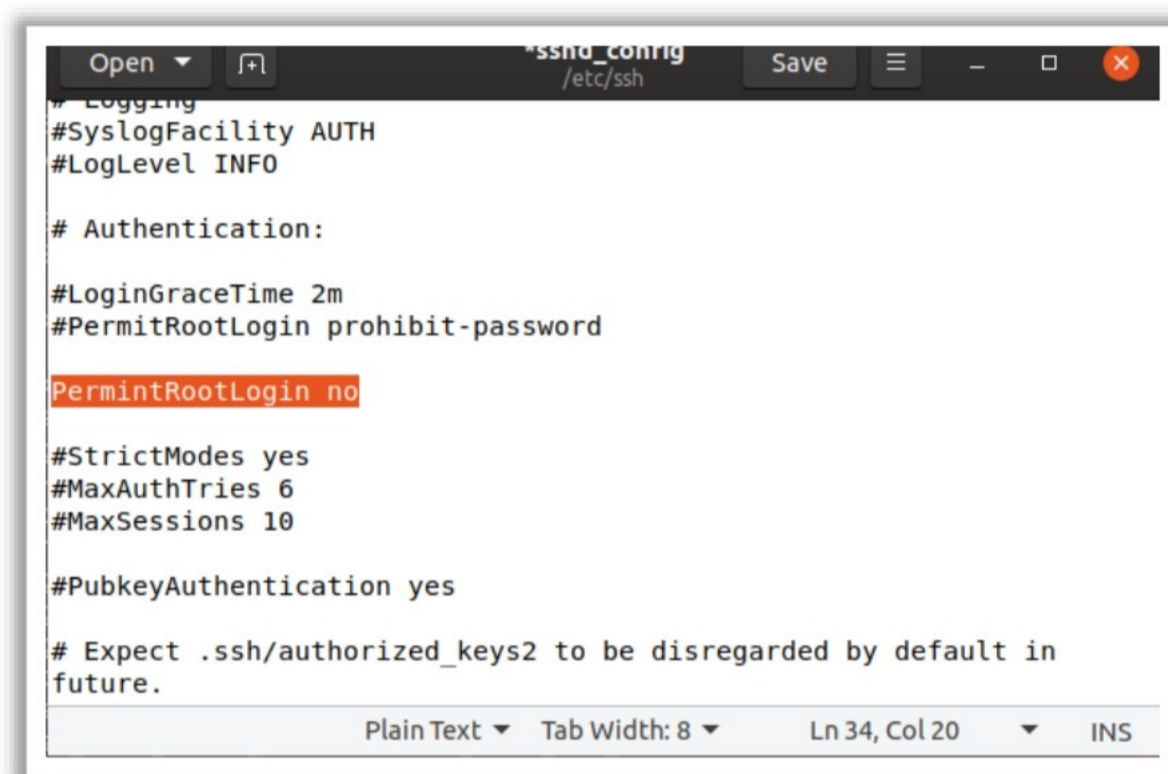 Open
*sshd_config
Save
/etc/ssh
# Logging
#SyslogFacility AUTH
#LogLevel INFO
# Authentication:
#LoginGraceTime 2m
#PermitRootLogin prohibit-password
PermintRootLogin no
#StrictModes yes
#MaxAuthTries 6
#MaxSessions 10
#PubkeyAuthentication yes
# Expect .ssh/authorized_keys2 to be disregarded by default in
future.
Plain Text Tab Width: 8 Ln 34, Col 20 INS